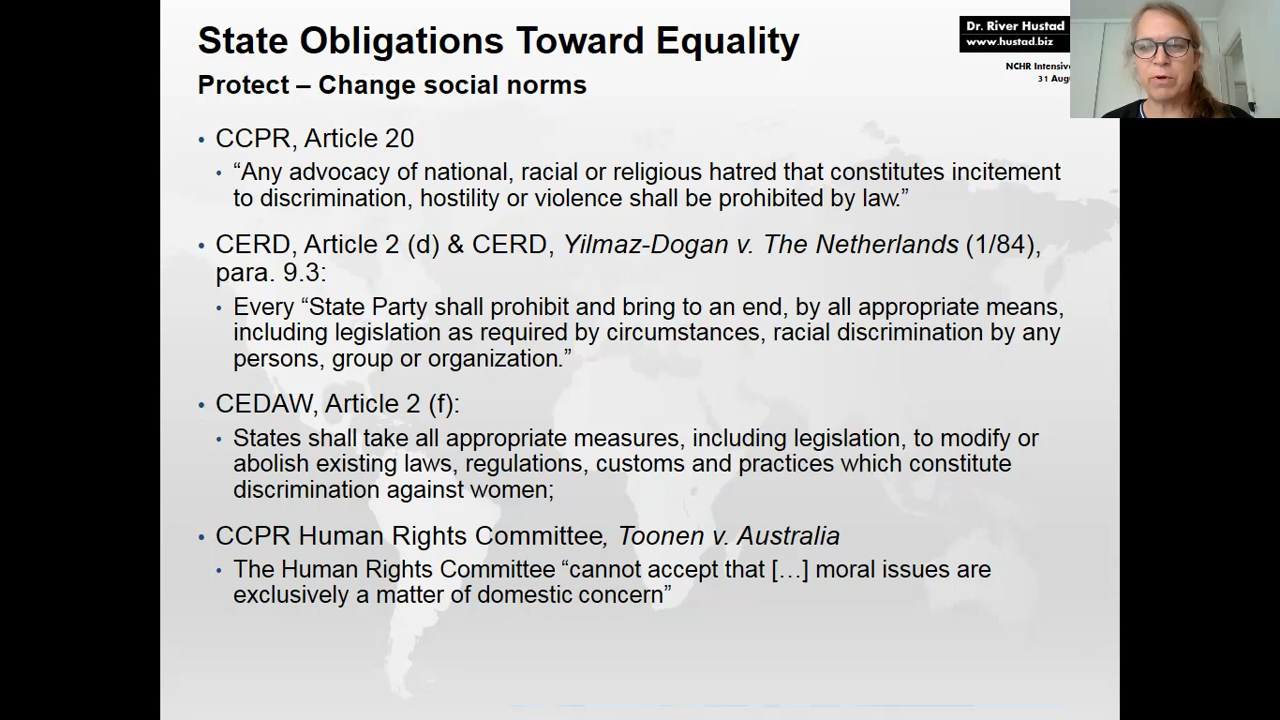 State Obligations Toward Equality
Dr. River Hustad
www.hustad.biz
NCHR Intensive
31 Aug
Protect – Change social norms
• CCPR, Article 20
• “Any advocacy of national, racial or religious hatred that constitutes incitement
to discrimination, hostility or violence shall be prohibited by law.”
• CERD, Article 2 (d) & CERD, Yilmaz-Dogan v. The Netherlands (1/84),
para. 9.3:
• Every “State Party shall prohibit and bring to an end, by all appropriate means,
including legislation as required by circumstances, racial discrimination by any
persons, group or organization.”
• CEDAW, Article 2 (f):
• States shall take all appropriate measures, including legislation, to modify or
abolish existing laws, regulations, customs and practices which constitute
discrimination against women;
• CCPR Human Rights Committee, Toonen v. Australia
• The Human Rights Committee “cannot accept that […] moral issues are
exclusively a matter of domestic concern”